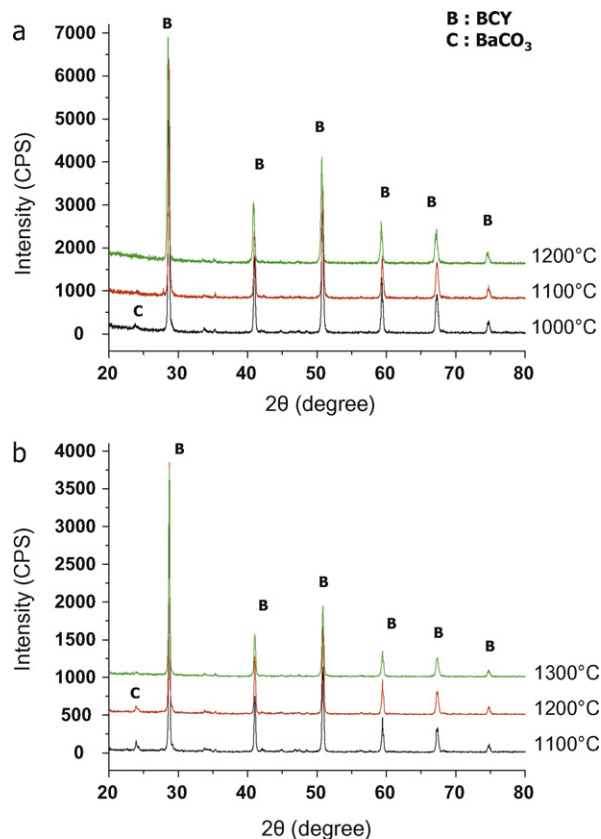 a
B : BCY
C : BaCO₃
B
B
B
B
B
B
C
7000
6000
5000
4000
3000
2000
1000
0
Intensity (CPS)
1200°C
1100°C
1000°C
20 30 40 50 60 70 80
2θ (degree)
b
B
B
B
B
B
B
C
4000
3500
3000
2500
2000
1500
1000
500
0
Intensity (CPS)
1300°C
1200°C
1100°C
20 30 40 50 60 70 80
2θ (degree)